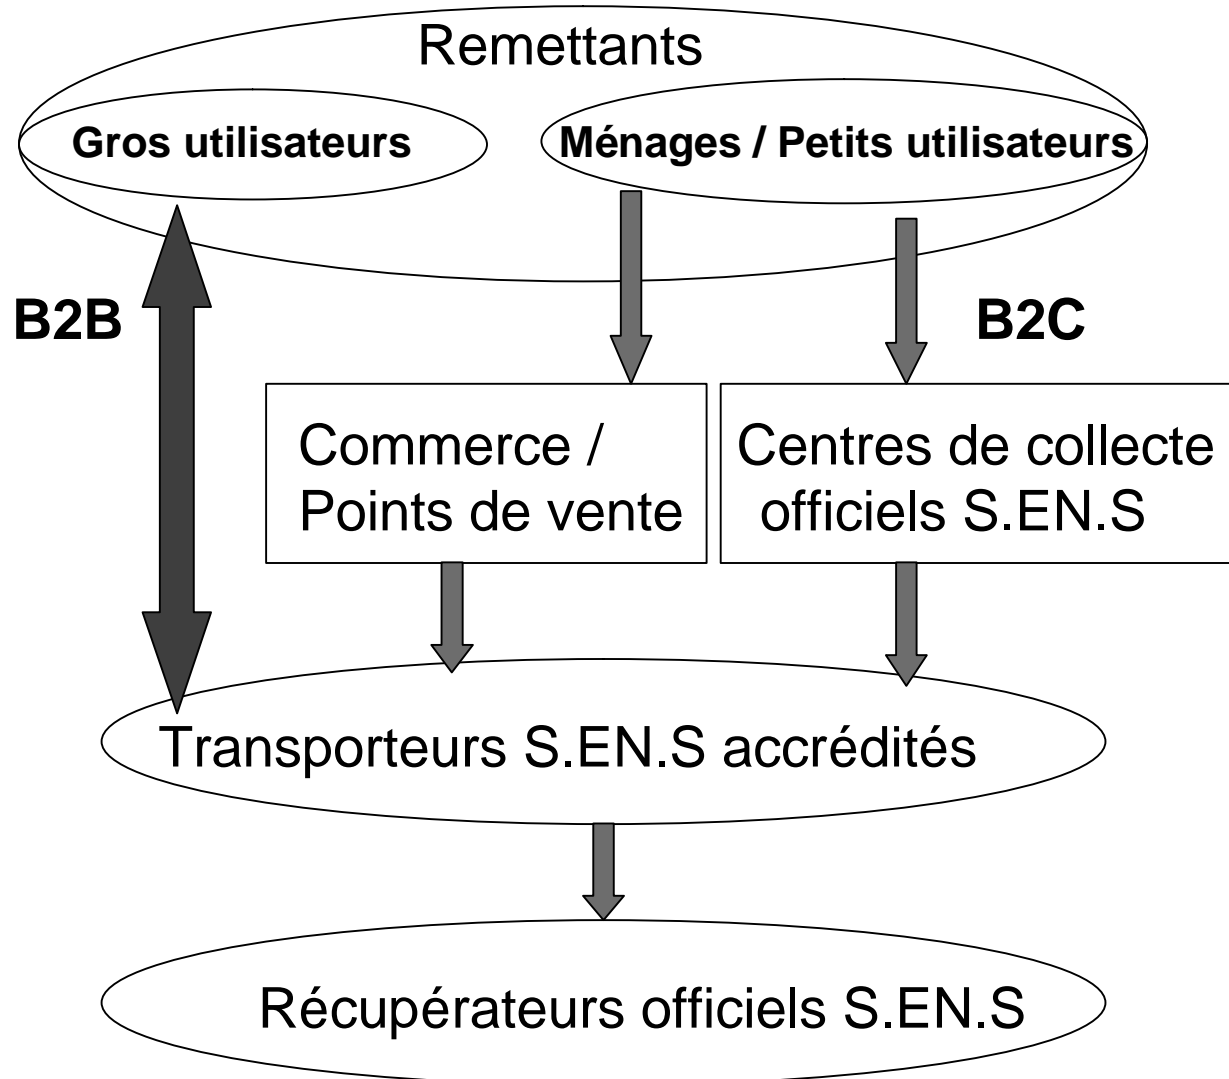 Remettants
Gros utilisateurs
Ménages / Petits utilisateurs
B2B
B2C
Commerce /
Points de vente
Centres de collecte
officiels S.EN.S
Transporteurs S.EN.S accrédités
Récupérateurs officiels S.EN.S